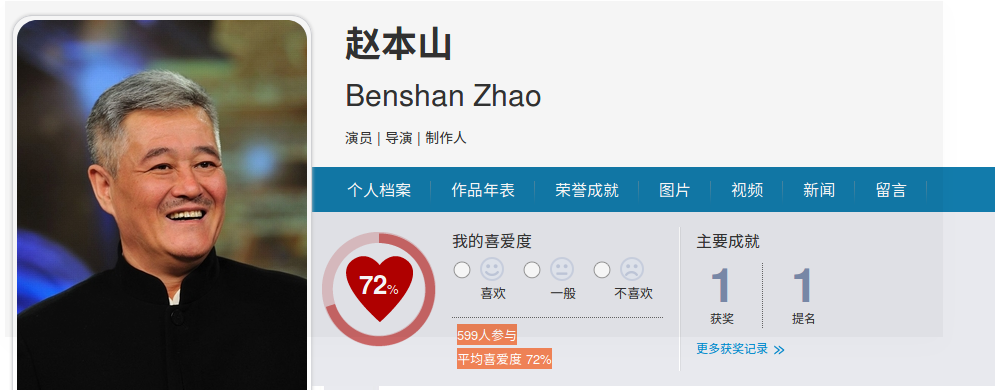 赵本山
Benshan Zhao
演员 | 导演 | 制作人
个人档案 作品年表 荣誉成就 图片 视频 新闻 留言
72%
我的喜爱度
喜欢 一般 不喜欢
599人参与
平均喜爱度 72%
主要成就
1 1
获奖 提名
更多获奖记录 >>